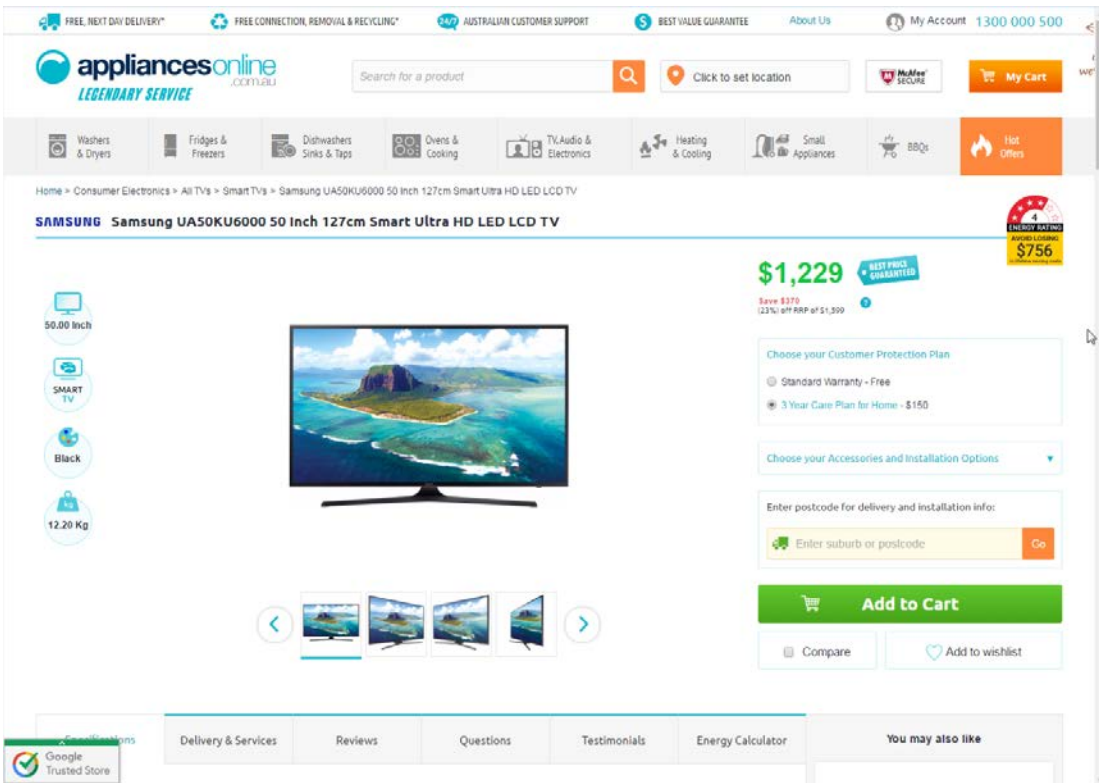 FREE, NEXT DAY DELIVERY*
FREE CONNECTION, REMOVAL & RECYCLING*
24/7 AUSTRALIAN CUSTOMER SUPPORT
BEST VALUE GUARANTEE
About Us
My Account
1300 000 500
appliancesonline
.com.au
LEGENDARY SERVICE
Search for a product
Click to set location
McAfee
SECURE
My Cart
Washers
& Dryers
Fridges &
Freezers
Dishwashers
Sinks & Taps
Ovens &
Cooking
TV,Audio &
Electronics
Heating
& Cooling
Small
Appliances
BBQs
Hot
Offers
Home > Consumer Electronics > All TVs > Smart TVs > Samsung UA50KU6000 50 Inch 127cm Smart Ultra HD LED LCD TV
SAMSUNG Samsung UA50KU6000 50 Inch 127cm Smart Ultra HD LED LCD TV
4
ENERGY RATING
AVOID LOSING
$756
$1,229
BEST PRICE
GUARANTEED
Save $370
(23%) off RRP of $1,599
?
50.00 Inch
SMART
TV
Black
kg
12.20 Kg
Choose your Customer Protection Plan
Standard Warranty - Free
3 Year Care Plan for Home - $150
Choose your Accessories and Installation Options
Enter postcode for delivery and installation info:
Enter suburb or postcode
Go
Add to Cart
Compare
Add to wishlist
Specifications
Delivery & Services
Reviews
Questions
Testimonials
Energy Calculator
You may also like
Google
Trusted Store